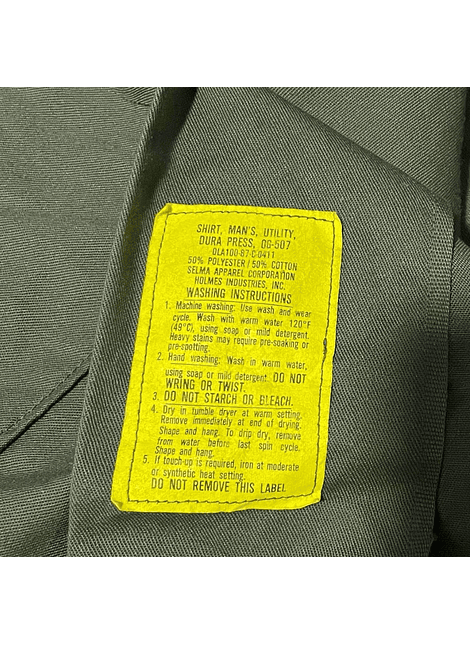 SHIRT, MAN'S, UTILITY,
DURA PRESS, OG-507
DLA100-87-C-0411
50% POLYESTER/50% COTTON
SELMA APPAREL CORPORATION
HOLMES INDUSTRIES, INC.
WASHING INSTRUCTIONS
1. Machine washing: Use wash and wear
cycle. Wash with warm water 120°F
(49°C), using soap or mild detergent.
Heavy stains may require pre-soaking or
pre-spotting.
2. Hand washing: Wash in warm water,
using soap or mild detergent. DO NOT
WRING OR TWIST.
3. DO NOT STARCH OR BLEACH.
4. Dry in tumble dryer at warm setting.
Remove immediately at end of drying.
Shape and hang. To drip dry, remove
from water before last spin cycle.
Shape and hang.
5. If touch-up is required, iron at moderate
or synthetic heat setting.
DO NOT REMOVE THIS LABEL